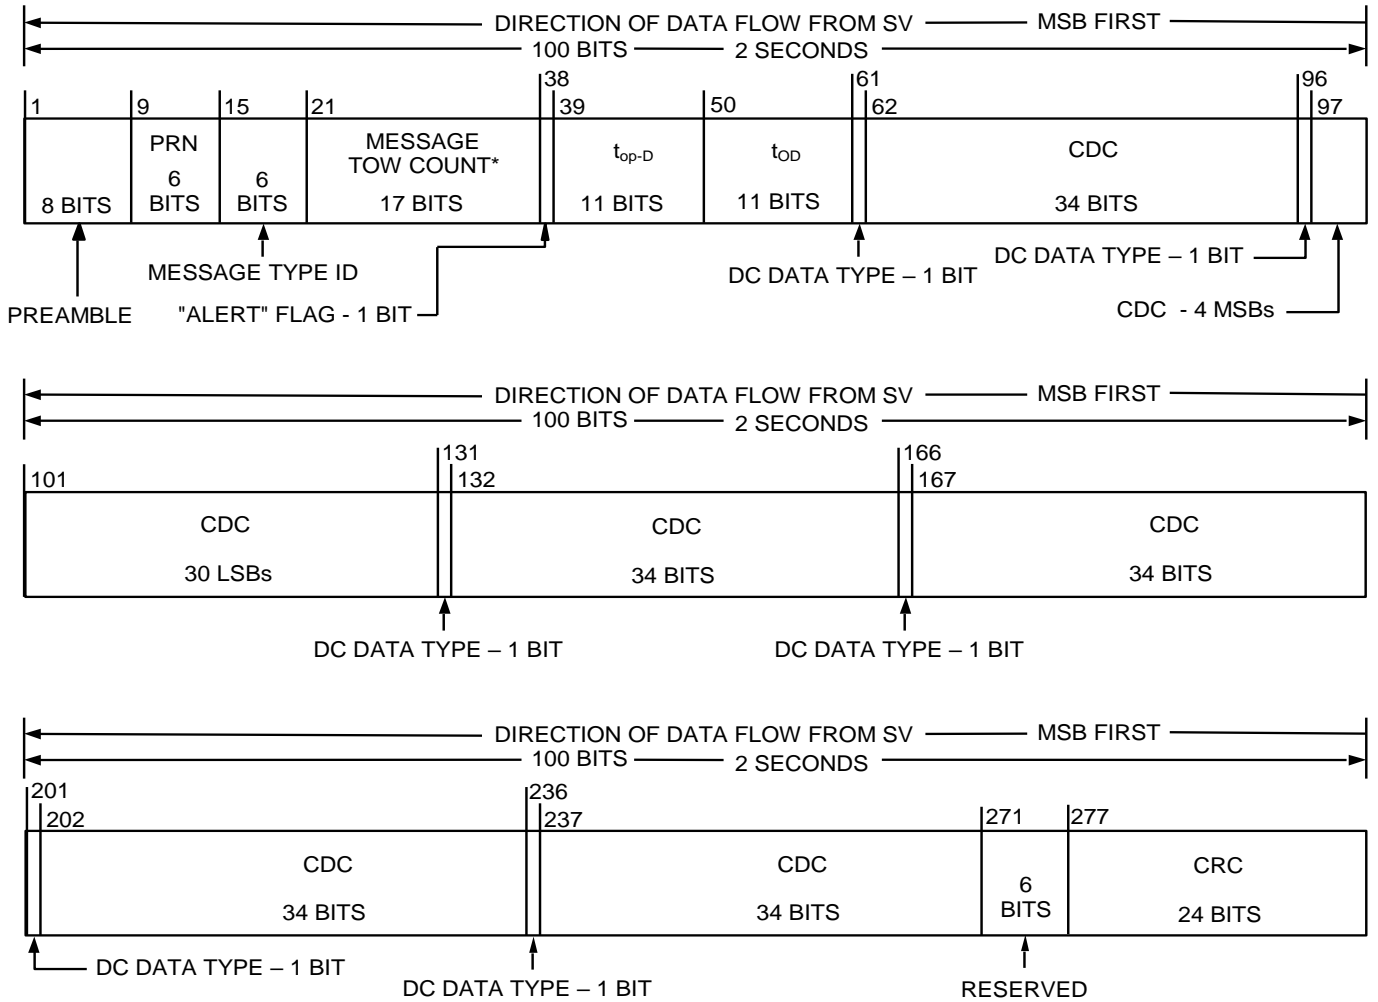 DIRECTION OF DATA FLOW FROM SV MSB FIRST
100 BITS 2 SECONDS
38 61 96
1 9 15 21 39 50 62 97
PRN MESSAGE
TOW COUNT*
top-D tOD CDC
6 6
8 BITS BITS BITS 17 BITS 11 BITS 11 BITS 34 BITS
MESSAGE TYPE ID DC DATA TYPE – 1 BIT DC DATA TYPE – 1 BIT
PREAMBLE "ALERT" FLAG - 1 BIT CDC - 4 MSBs
DIRECTION OF DATA FLOW FROM SV MSB FIRST
100 BITS 2 SECONDS
131 166
101 132 167
CDC CDC CDC
30 LSBs 34 BITS 34 BITS
DC DATA TYPE – 1 BIT DC DATA TYPE – 1 BIT
DIRECTION OF DATA FLOW FROM SV MSB FIRST
100 BITS 2 SECONDS
201 236
202 237 271 277
CDC CDC CRC
6
34 BITS 34 BITS BITS 24 BITS
DC DATA TYPE – 1 BIT
DC DATA TYPE – 1 BIT RESERVED